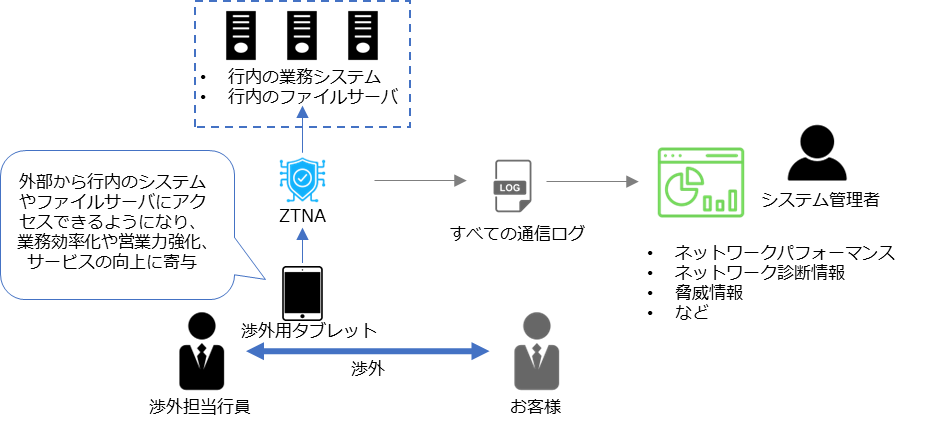 • 行内の業務システム
• 行内のファイルサーバ
外部から行内のシステム
やファイルサーバにアク
セスできるようになり、
業務効率化や営業力強化、
サービスの向上に寄与
ZTNA
LOG
すべての通信ログ
システム管理者
• ネットワークパフォーマンス
• ネットワーク診断情報
• 脅威情報
• など
渉外用タブレット
渉外
渉外担当行員
お客様